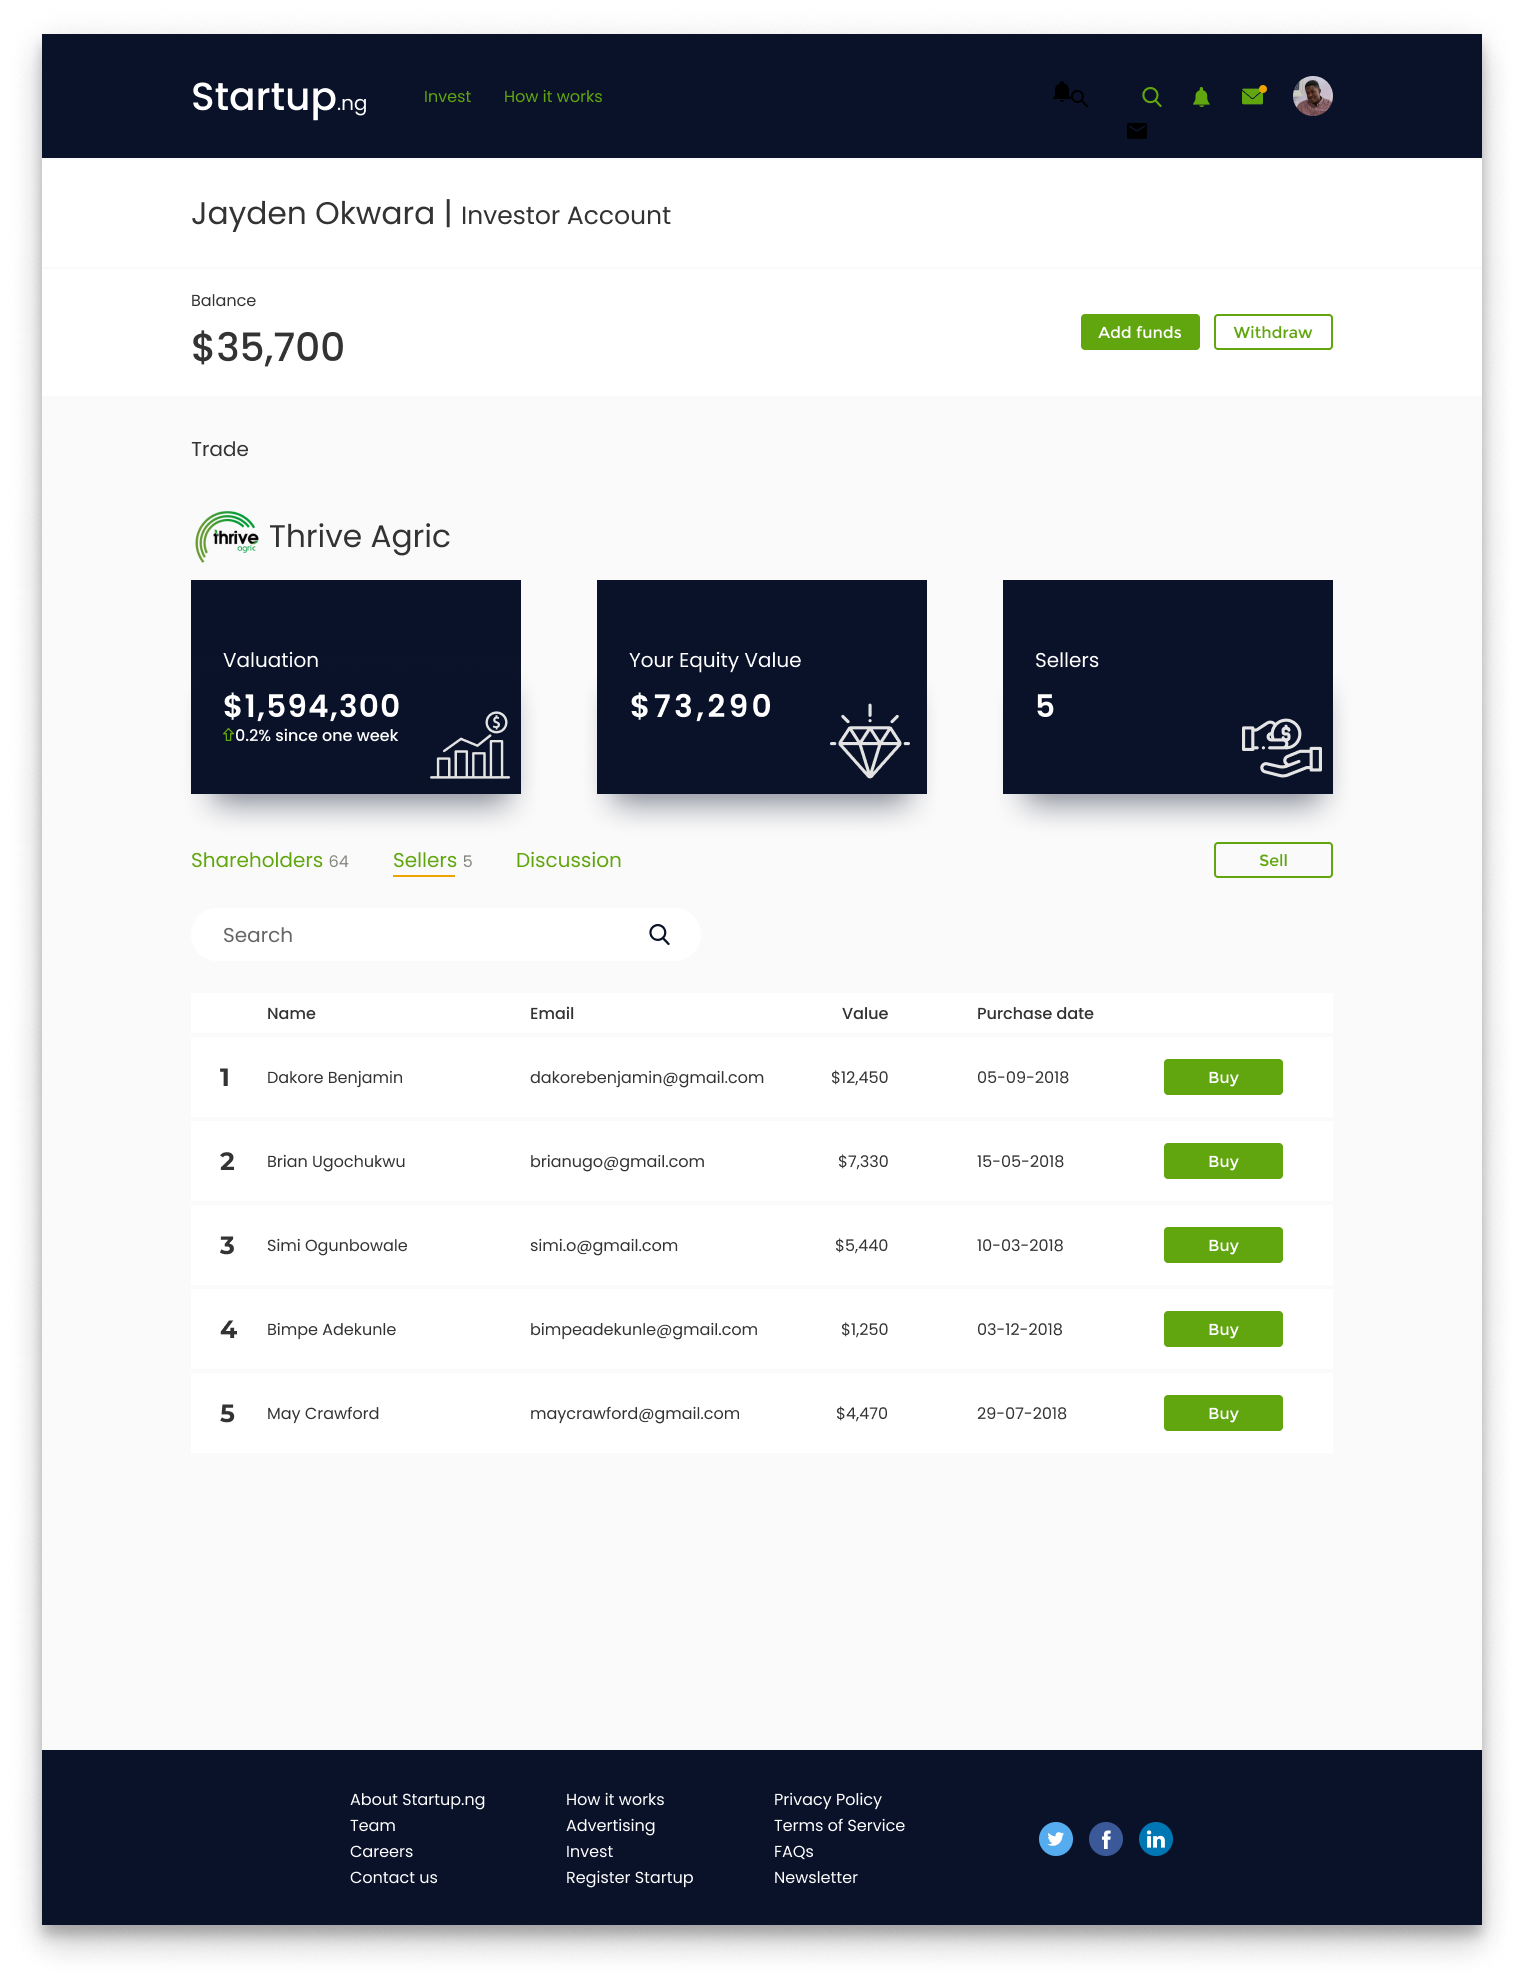 Startup.ng Invest How it works
Jayden Okwara | Investor Account
Balance
$35,700
Add funds Withdraw
Trade
thrive
agric
Thrive Agric
Valuation
$1,594,300
0.2% since one week
$
Your Equity Value
$73,290
Sellers
5
$
Shareholders 64 Sellers 5 Discussion Sell
Search
Name Email Value Purchase date
1 Dakore Benjamin dakorebenjamin@gmail.com $12,450 05-09-2018 Buy
2 Brian Ugochukwu brianugo@gmail.com $7,330 15-05-2018 Buy
3 Simi Ogunbowale simi.o@gmail.com $5,440 10-03-2018 Buy
4 Bimpe Adekunle bimpeadekunle@gmail.com $1,250 03-12-2018 Buy
5 May Crawford maycrawford@gmail.com $4,470 29-07-2018 Buy
About Startup.ng
Team
Careers
Contact us
How it works
Advertising
Invest
Register Startup
Privacy Policy
Terms of Service
FAQs
Newsletter
f in